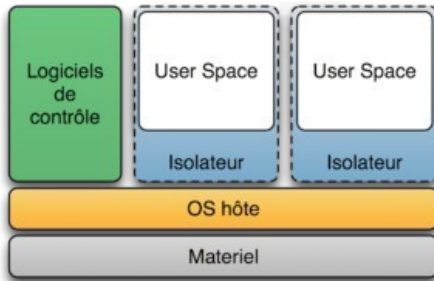 Logiciels
de
contrôle
User Space
User Space
Isolateur
Isolateur
OS hôte
Materiel